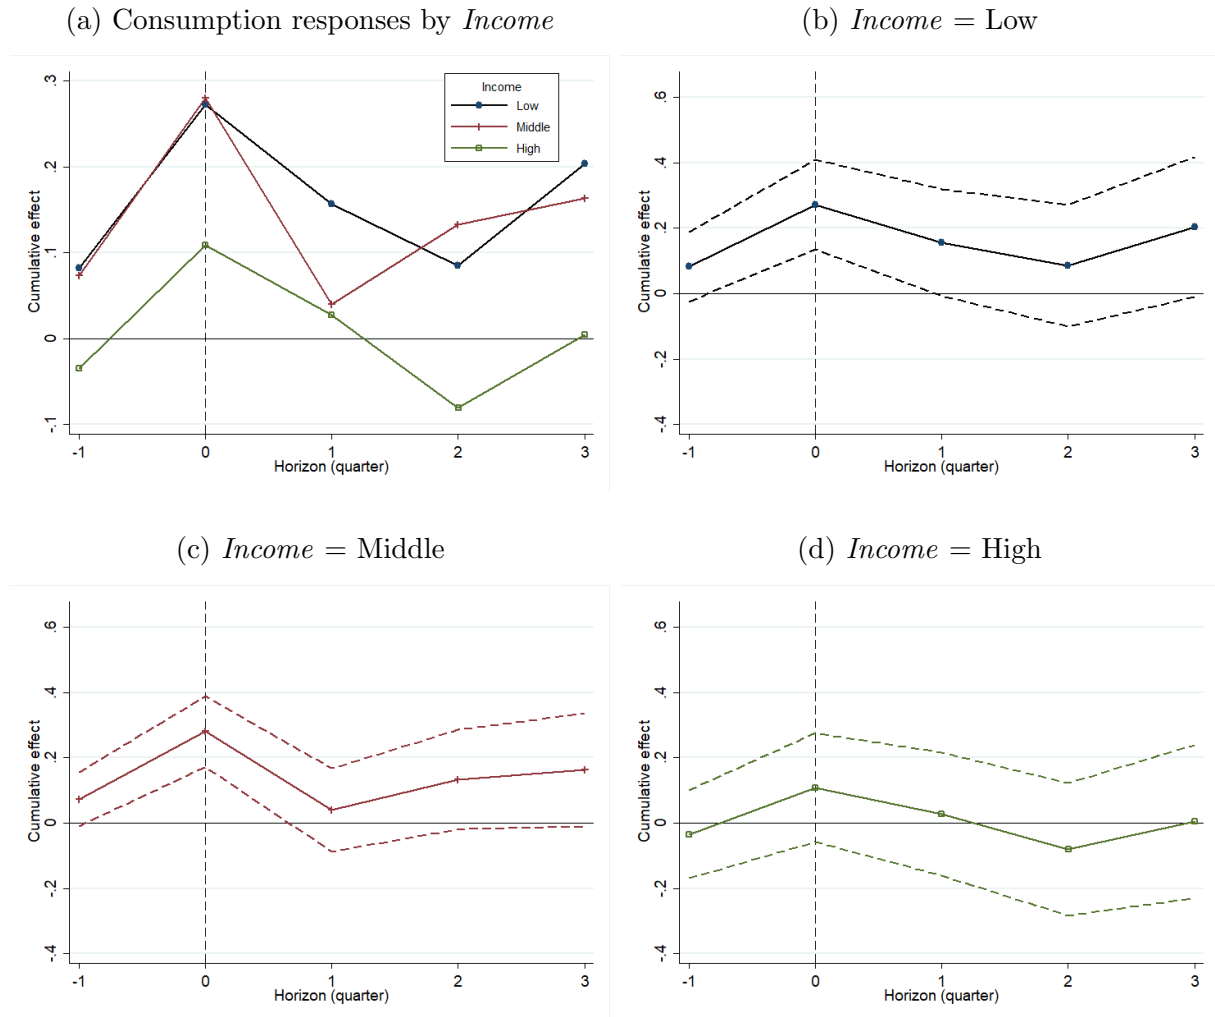 (a) Consumption responses by Income
Cumulative effect
.3
.2
.1
0
-.1
Income
Low
Middle
High
-1 0 1 2 3
Horizon (quarter)
(b) Income = Low
Cumulative effect
.6
.4
.2
0
-.2
-.4
-1 0 1 2 3
Horizon (quarter)
(c) Income = Middle
Cumulative effect
.6
.4
.2
0
-.2
-.4
-1 0 1 2 3
Horizon (quarter)
(d) Income = High
Cumulative effect
.6
.4
.2
0
-.2
-.4
-1 0 1 2 3
Horizon (quarter)